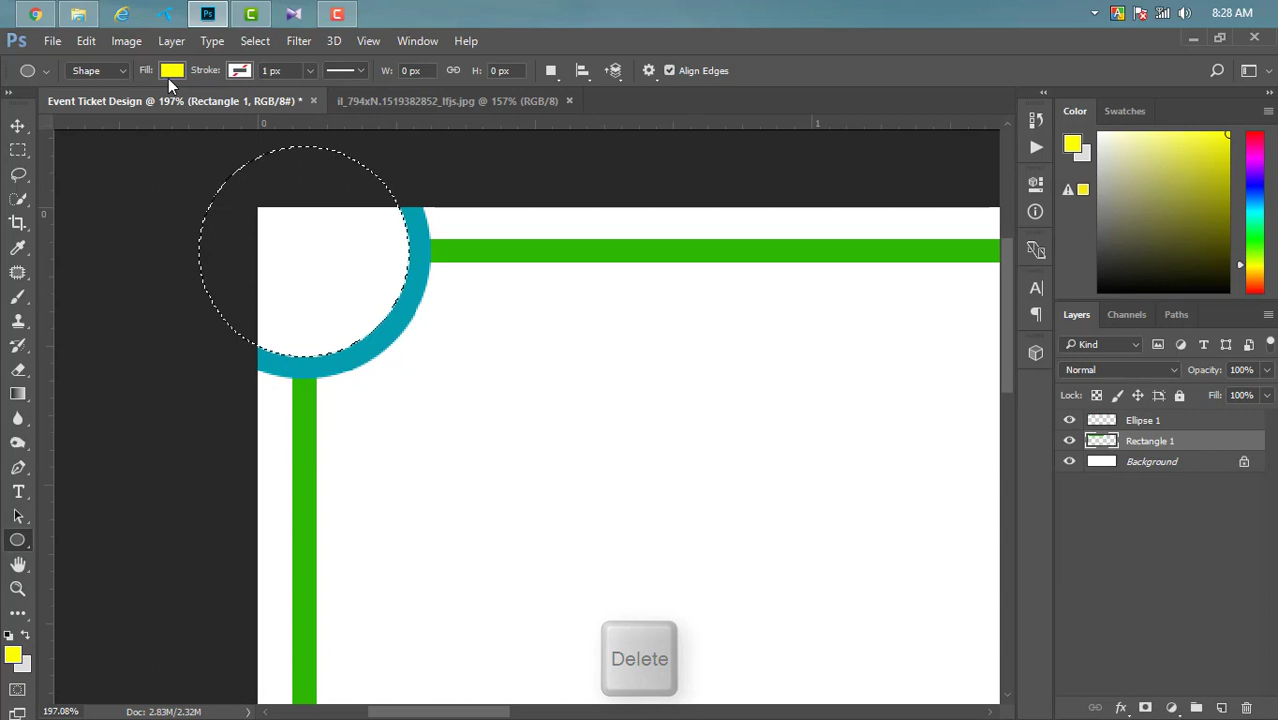 8:28 AM
Ps File Edit Image Layer Type Select Filter 3D View Window Help
Shape Fill: Stroke: 1 px W: 0 px H: 0 px Align Edges
Event Ticket Design @ 197% (Rectangle 1, RGB/8#) * × il_794xN.1519382852_lfjs.jpg @ 157% (RGB/8) ×
Color Swatches
0 1
0
Layers Channels Paths
Kind
Normal Opacity: 100%
Lock: Fill: 100%
Ellipse 1
Rectangle 1
Background
Delete
197.08% Doc: 2.83M/2.32M